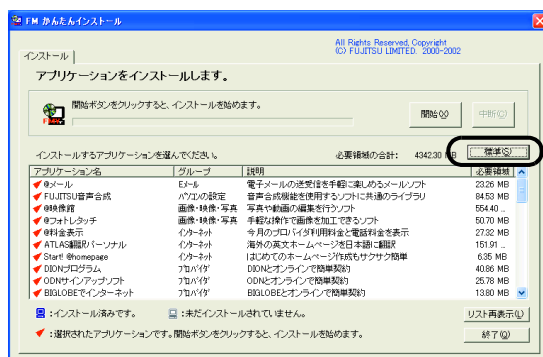 FM かんたんインストール
All Rights Reserved, Copyright
(C) FUJITSU LIMITED. 2000-2002
インストール
アプリケーションをインストールします。
開始ボタンをクリックすると、インストールを始めます。
開始(X)
中断(C)
インストールするアプリケーションを選んでください。 必要領域の合計: 4342.30 MB 標準(S)
アプリケーション名 グループ 説明 必要領域
@メール Eメール 電子メールの送受信を手軽に楽しめるメールソフト 23.26 MB
FUJITSU音声合成 パソコンの設定 音声合成機能を使用するソフトに共通のライブラリ 84.53 MB
@映像館 画像・映像・写真 写真や動画の編集を行うソフト 554.40 ...
@フォトレタッチ 画像・映像・写真 手軽な操作で画像を加工できるソフト 50.70 MB
@料金表示 インターネット 今月のプロバイダ利用料金と電話料金を表示 27.32 MB
ATLAS翻訳パーソナル インターネット 海外の英文ホームページを日本語に翻訳 151.91 ...
Start! @homepage インターネット はじめてのホームページ作成もサクサク簡単 6.35 MB
DIONプログラム プロバイダ DIONとオンラインで簡単契約 40.86 MB
ODNサインアップソフト プロバイダ ODNとオンラインで簡単契約 25.78 MB
BIGLOBEでインターネット プロバイダ BIGLOBEとオンラインで簡単契約 13.80 MB
:インストール済みです。 :未だインストールされていません。 リスト再表示(L)
:選択されたアプリケーションです。開始ボタンをクリックすると、インストールを始めます。 終了(Q)